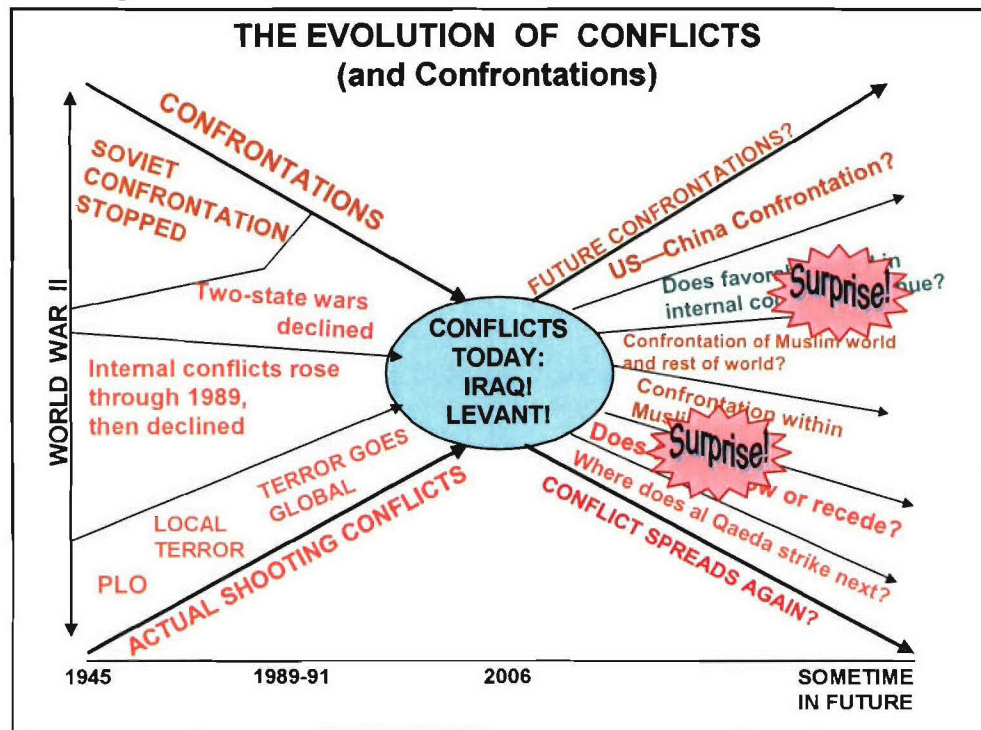 THE EVOLUTION OF CONFLICTS
(and Confrontations)
WORLD WAR II
CONFRONTATIONS
SOVIET
CONFRONTATION
STOPPED
Two-state wars
declined
Internal conflicts rose
through 1989,
then declined
TERROR GOES
GLOBAL
LOCAL
TERROR
PLO
ACTUAL SHOOTING CONFLICTS
CONFLICTS
TODAY:
IRAQ!
LEVANT!
FUTURE CONFRONTATIONS?
US—China Confrontation?
Does in
internal
Surprise!
Confrontation of Muslim world
and rest of world?
Confrontation within
Surprise!
Does or recede?
Where does al Qaeda strike next?
CONFLICT SPREADS AGAIN?
1945
1989-91
2006
SOMETIME
IN FUTURE